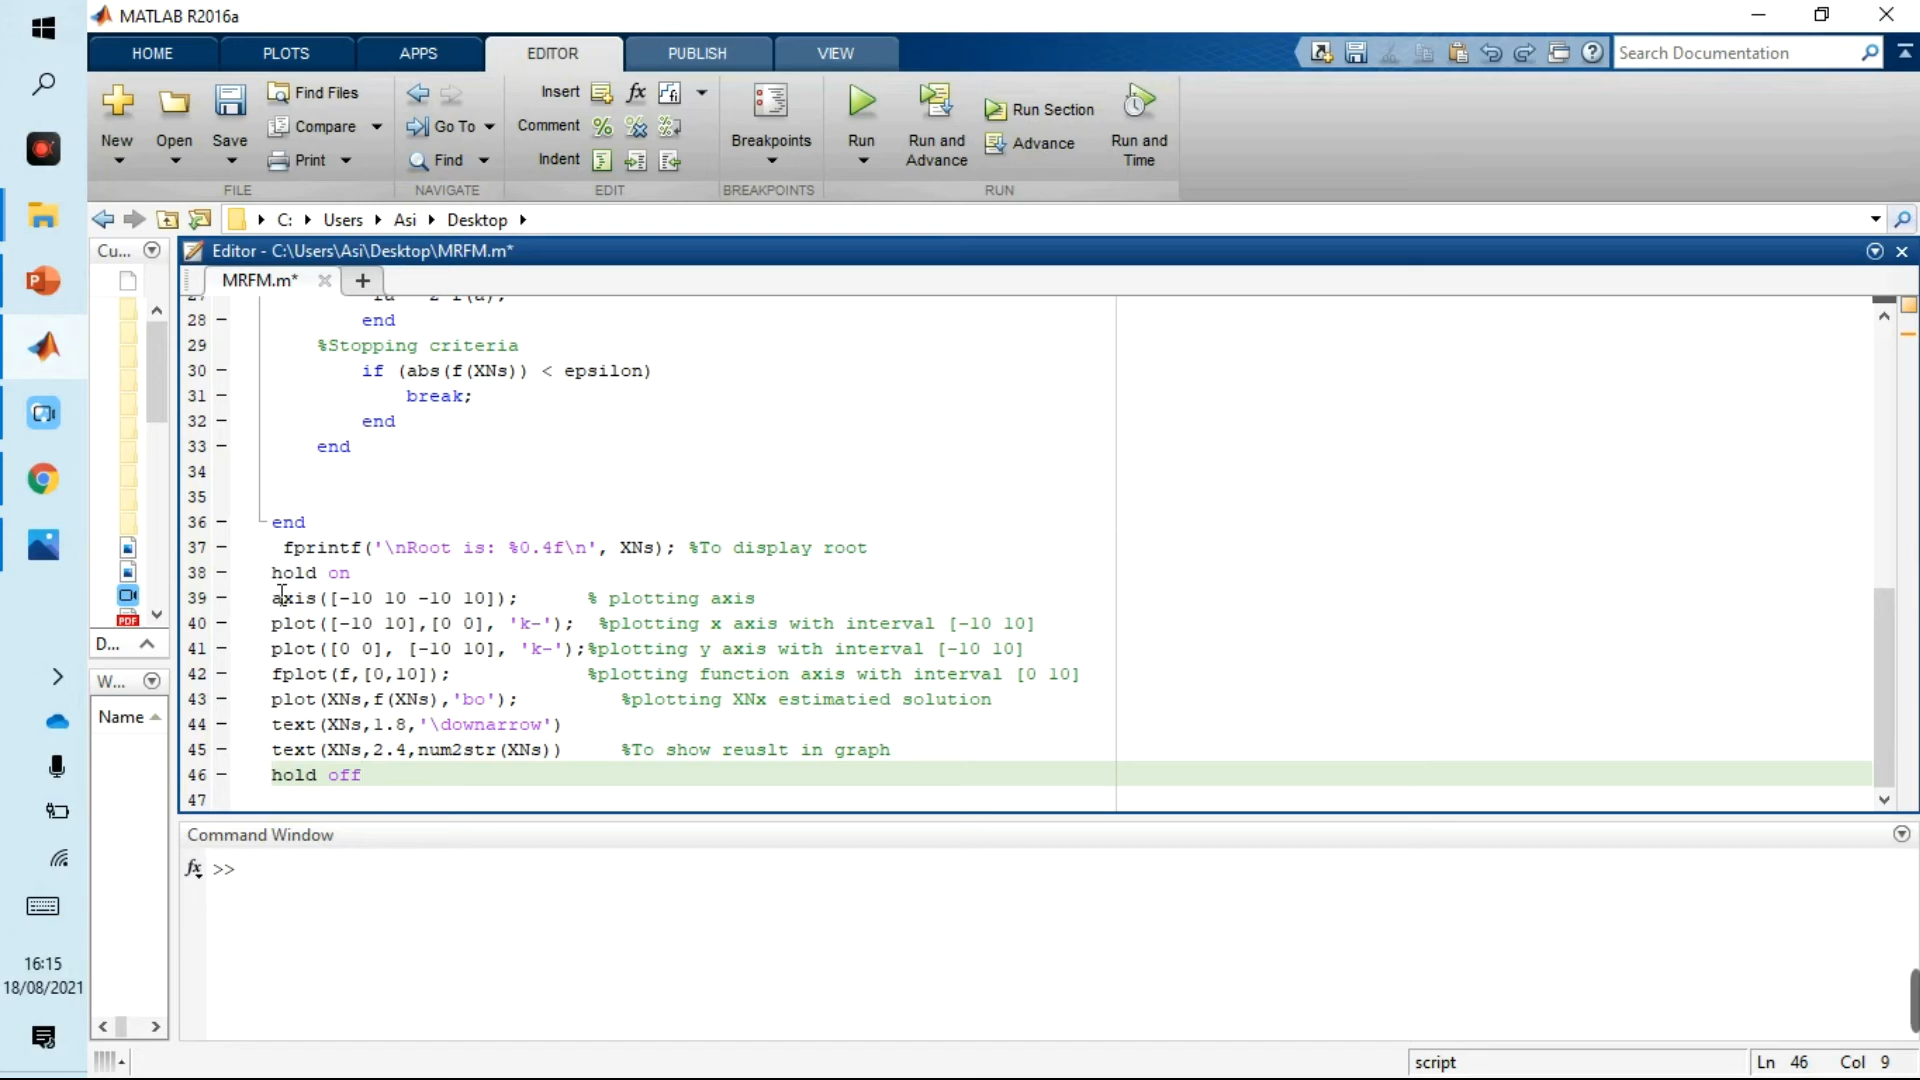 MATLAB R2016a
HOME PLOTS APPS EDITOR PUBLISH VIEW
Search Documentation
New Open Save
Find Files
Compare
Print
Go To
Find
Insert fx
Comment
Indent
Breakpoints
Run
Run and Advance
Run Section
Advance
Run and Time
FILE NAVIGATE EDIT BREAKPOINTS RUN
C: Users Asi Desktop
Cu...
Editor - C:\Users\Asi\Desktop\MRFM.m*
MRFM.m* +
28 end
29 %Stopping criteria
30 if (abs(f(XNs)) < epsilon)
31 break;
32 end
33 end
34
35
36 end
37 fprintf('\nRoot is: %0.4f\n', XNs); %To display root
38 hold on
39 axis([-10 10 -10 10]); % plotting axis
40 plot([-10 10],[0 0], 'k-'); %plotting x axis with interval [-10 10]
41 plot([0 0], [-10 10], 'k-');%plotting y axis with interval [-10 10]
42 fplot(f,[0,10]); %plotting function axis with interval [0 10]
43 plot(XNs,f(XNs),'bo'); %plotting XNx estimatied solution
44 text(XNs,1.8,'\downarrow')
45 text(XNs,2.4,num2str(XNs)) %To show reuslt in graph
46 hold off
47
PDF
D...
W...
Name
Command Window
fx >>
16:15
18/08/2021
script Ln 46 Col 9